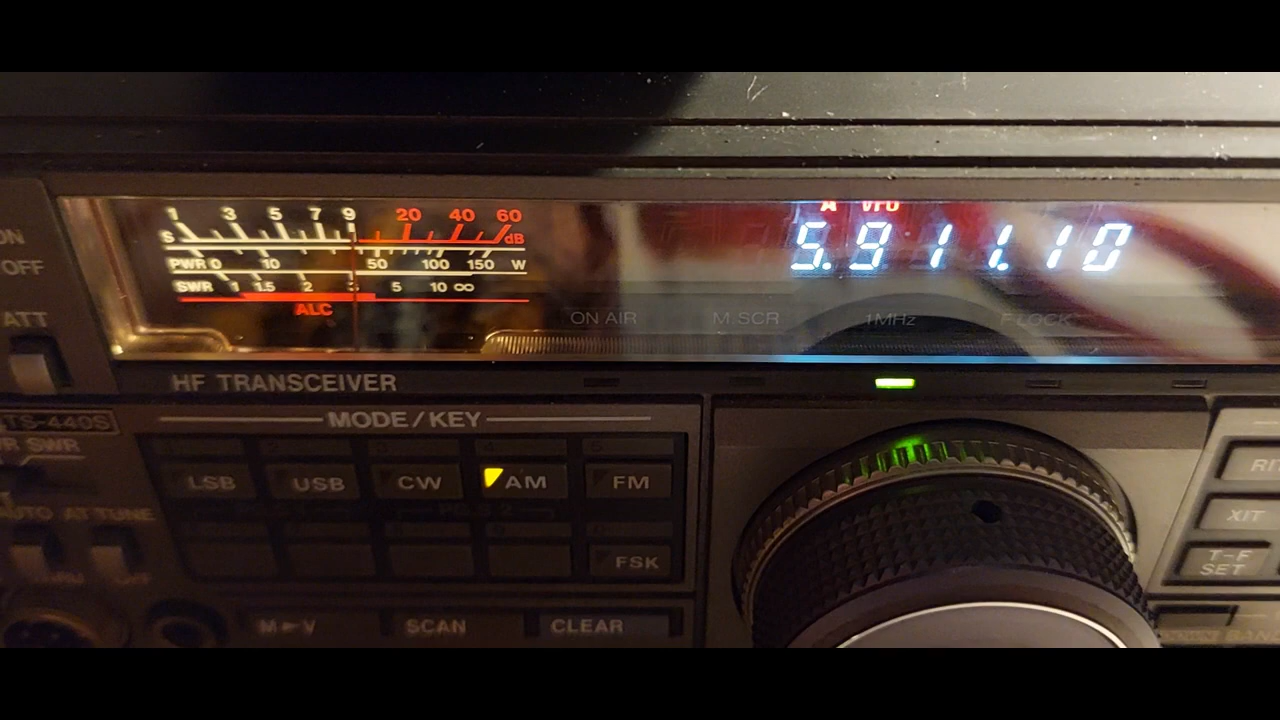 A VFO
1 3 5 7 9 20 40 60
S dB
5.911.10
PWR 0 10 50 100 150 W
SWR 1 1.5 2 3 5 10 ∞
ALC
ON AIR M.SCR 1MHz F.LOCK
ON
OFF
ATT
HF TRANSCEIVER
TS-440S
MODE/KEY
SWR
LSB USB CW AM FM
RIT
XIT
AUTO AT TUNE
T-F
SET
FSK
OFF
M►V SCAN CLEAR